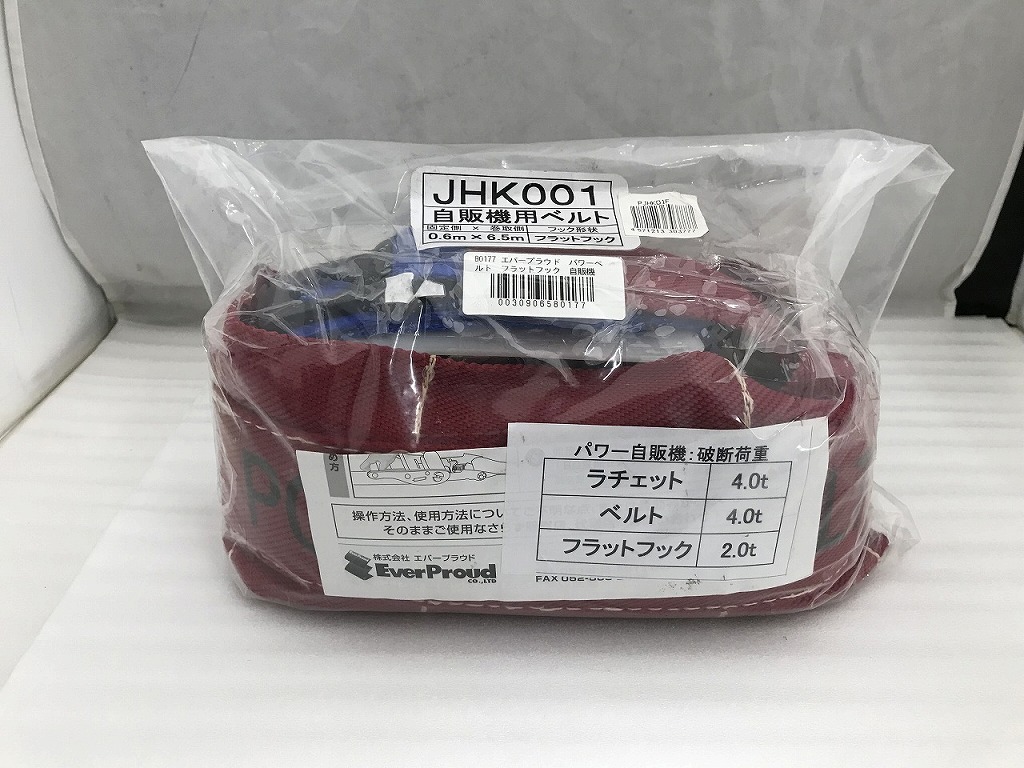 JHK001
自販機用ベルト
固定側 × 巻取側 フック形状
0.6m×6.5m フラットフック
PJHK01F
B0177 エバープラウド パワーベ
ルト フラットフック 自販機
0030906580177
め方
操作方法、使用方法につい
そのままご使用なさ
株式会社 エバープラウド
EverProud
CO.,LTD
パワー自販機:破断荷重
ラチェット 4.0t
ベルト 4.0t
フラットフック 2.0t
PO